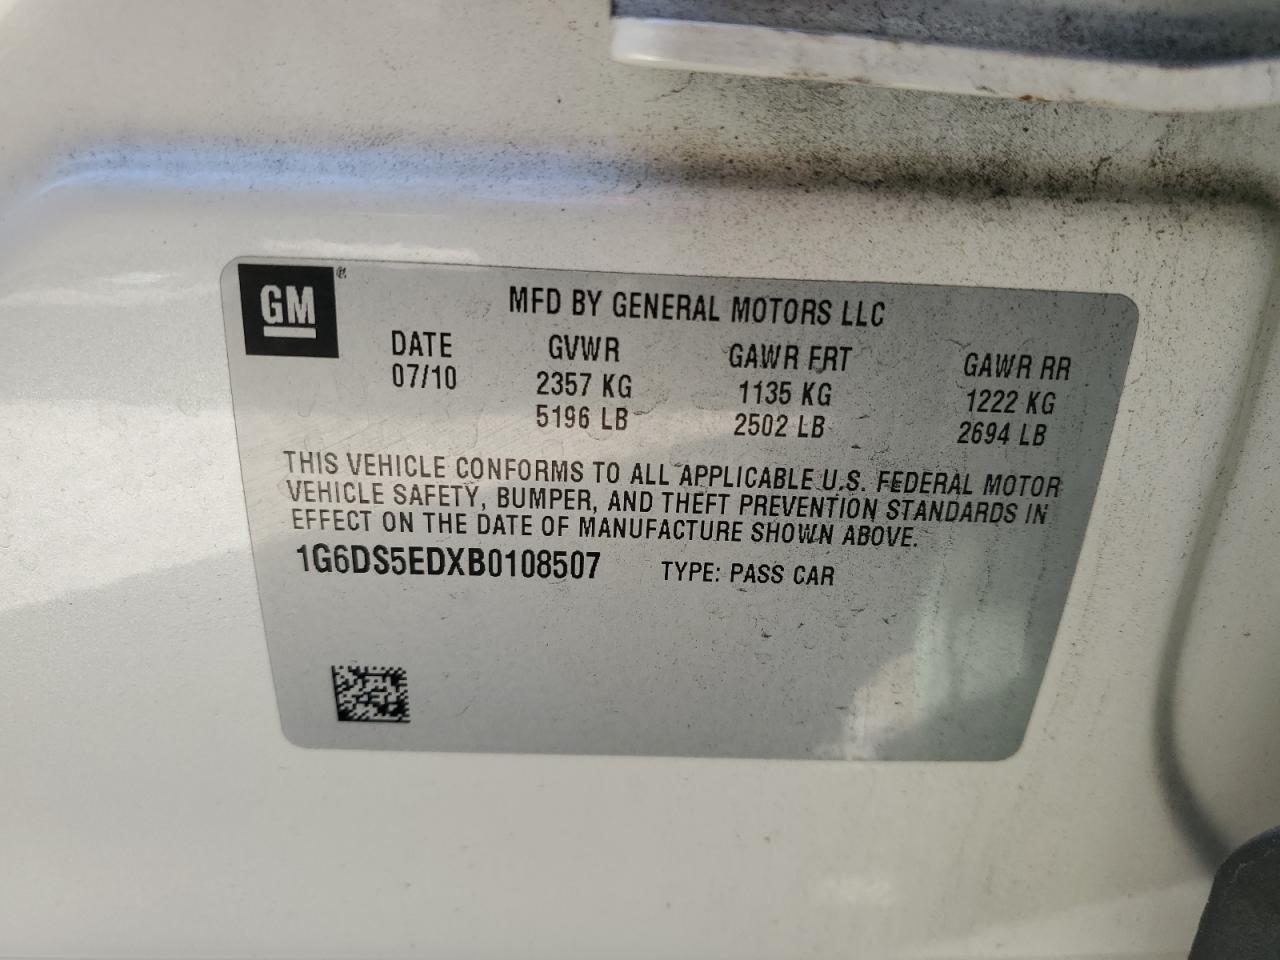 GM®
MFD BY GENERAL MOTORS LLC
DATE GVWR GAWR FRT GAWR RR
07/10 2357 KG 1135 KG 1222 KG
5196 LB 2502 LB 2694 LB
THIS VEHICLE CONFORMS TO ALL APPLICABLE U.S. FEDERAL MOTOR
VEHICLE SAFETY, BUMPER, AND THEFT PREVENTION STANDARDS IN
EFFECT ON THE DATE OF MANUFACTURE SHOWN ABOVE.
1G6DS5EDXB0108507 TYPE: PASS CAR